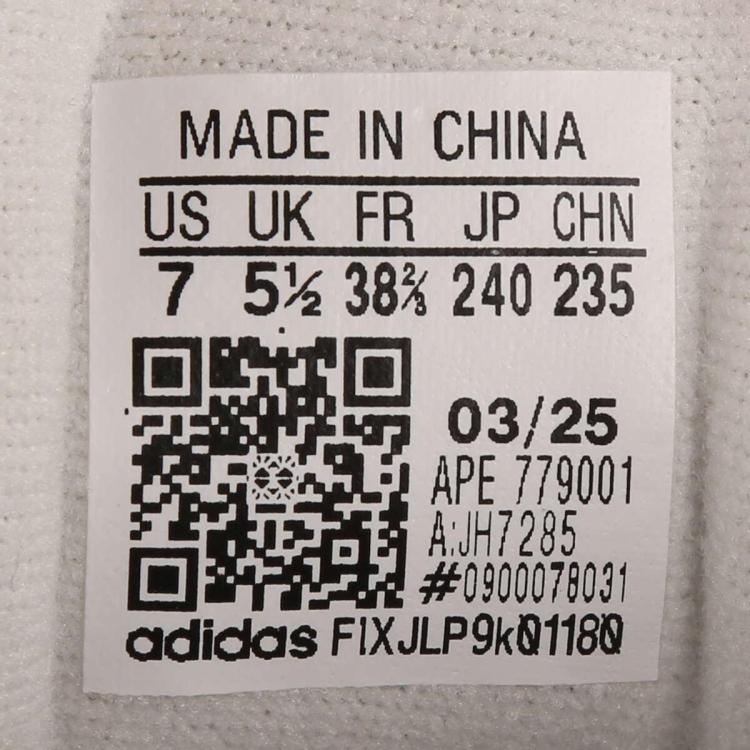 MADE IN CHINA
US UK FR JP CHN
7 5½ 38⅔ 240 235
03/25
APE 779001
A:JH7285
#0900078031
adidas F1XJLP9k01180